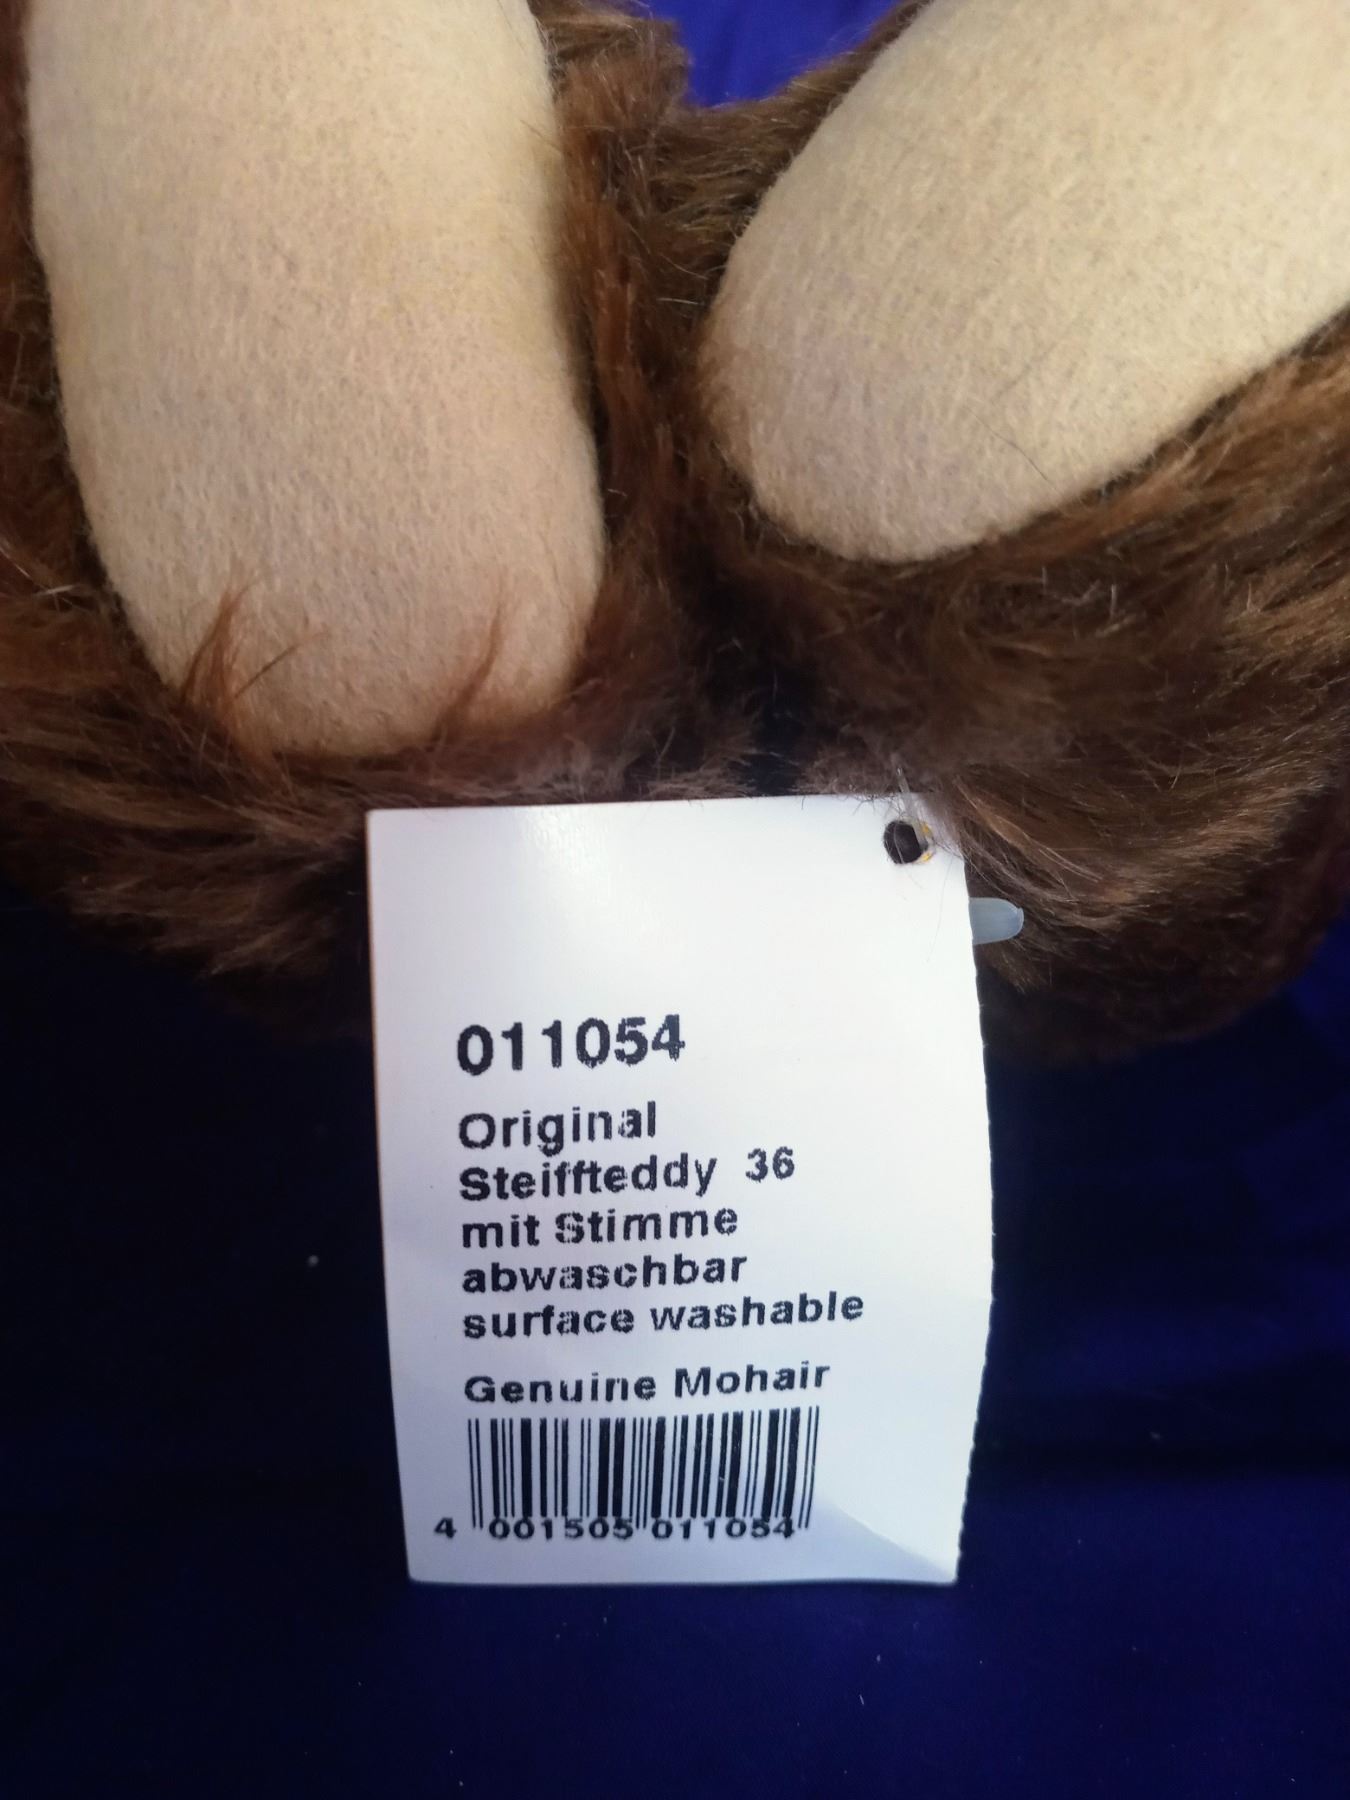 011054
Original
Steiffteddy 36
mit Stimme
abwaschbar
surface washable
Genuine Mohair
4 001505 011054